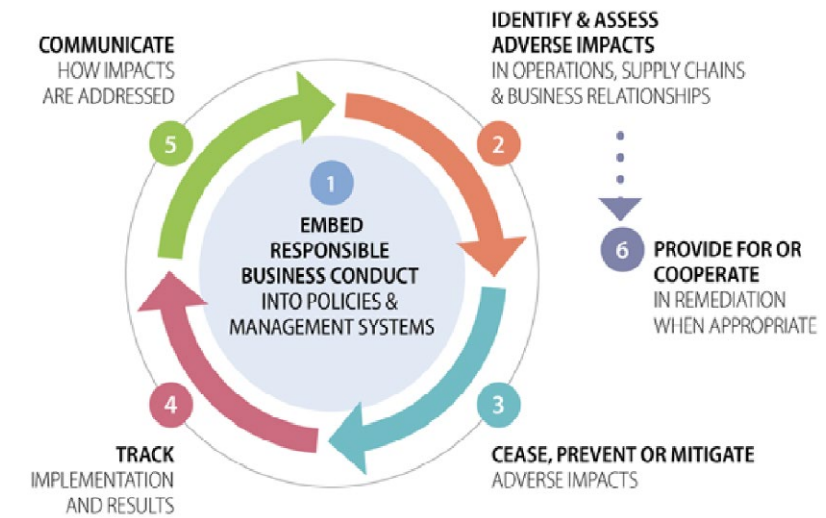 1
EMBED
RESPONSIBLE
BUSINESS CONDUCT
INTO POLICIES &
MANAGEMENT SYSTEMS
2
IDENTIFY & ASSESS
ADVERSE IMPACTS
IN OPERATIONS, SUPPLY CHAINS
& BUSINESS RELATIONSHIPS
3
CEASE, PREVENT OR MITIGATE
ADVERSE IMPACTS
4
TRACK
IMPLEMENTATION
AND RESULTS
5
COMMUNICATE
HOW IMPACTS
ARE ADDRESSED
6
PROVIDE FOR OR
COOPERATE
IN REMEDIATION
WHEN APPROPRIATE